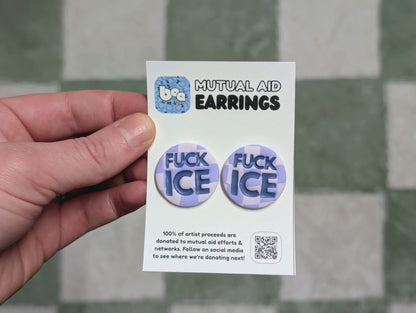 bee
MUTUAL AID
EARRINGS
FUCK
ICE
FUCK
ICE
100% of artist proceeds are
donated to mutual aid efforts &
networks. Follow on social media
to see where we're donating next!